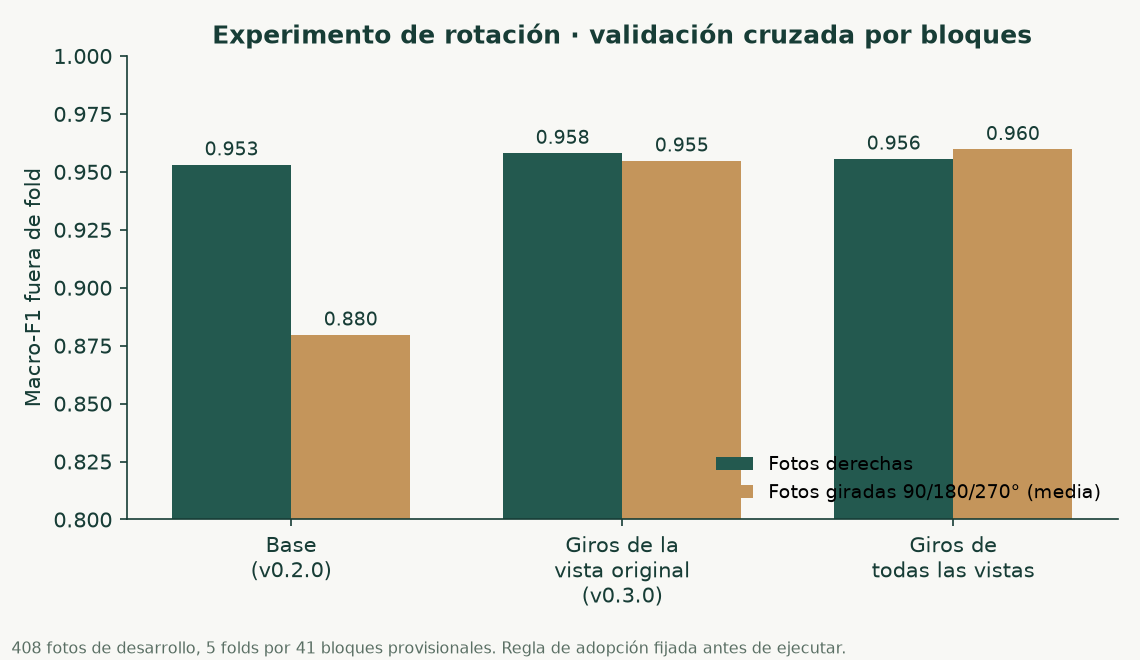 Experimento de rotación · validación cruzada por bloques
Macro-F1 fuera de fold
1.000
0.975
0.950
0.925
0.900
0.875
0.850
0.825
0.800
0.953
0.880
0.958
0.955
0.956
0.960
Fotos derechas
Fotos giradas 90/180/270° (media)
Base
(v0.2.0)
Giros de la
vista original
(v0.3.0)
Giros de
todas las vistas
408 fotos de desarrollo, 5 folds por 41 bloques provisionales. Regla de adopción fijada antes de ejecutar.